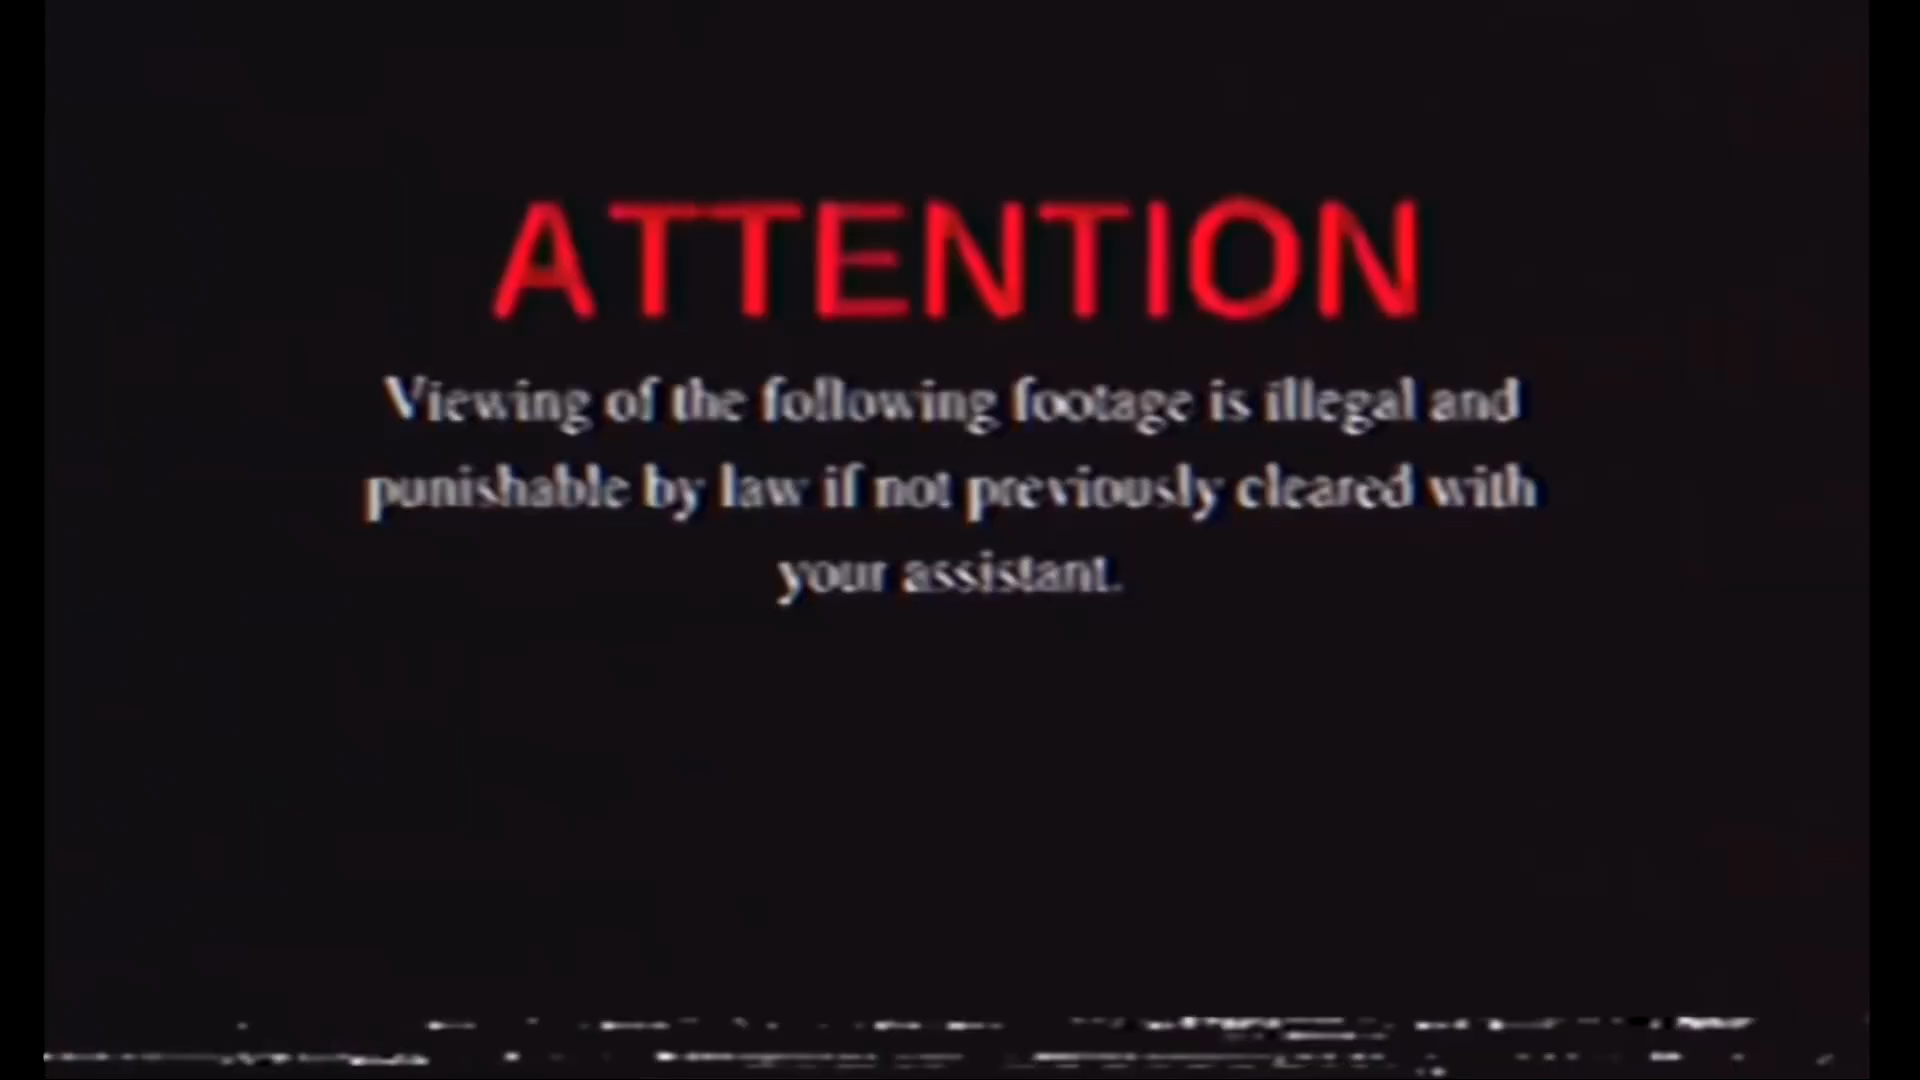 ATTENTION
Viewing of the following footage is illegal and
punishable by law if not previously cleared with
your assistant.